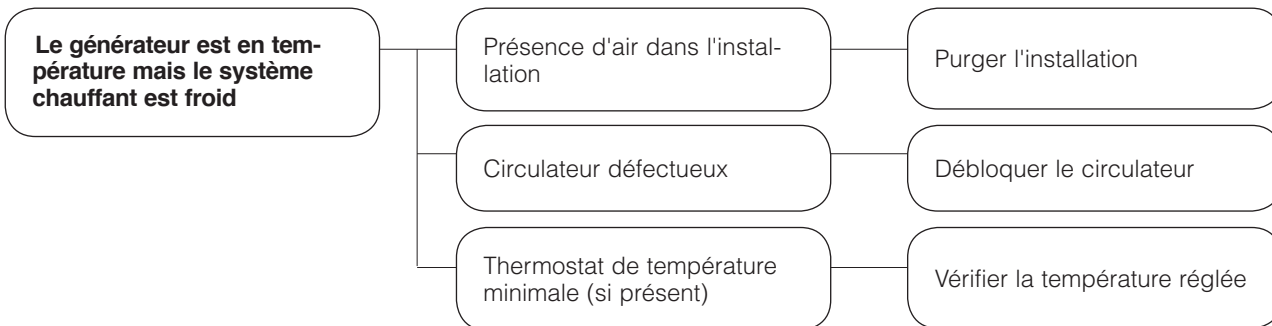 Le générateur est en tem-
pérature mais le système
chauffant est froid
Présence d'air dans l'instal-
lation
Purger l'installation
Circulateur défectueux
Débloquer le circulateur
Thermostat de température
minimale (si présent)
Vérifier la température réglée